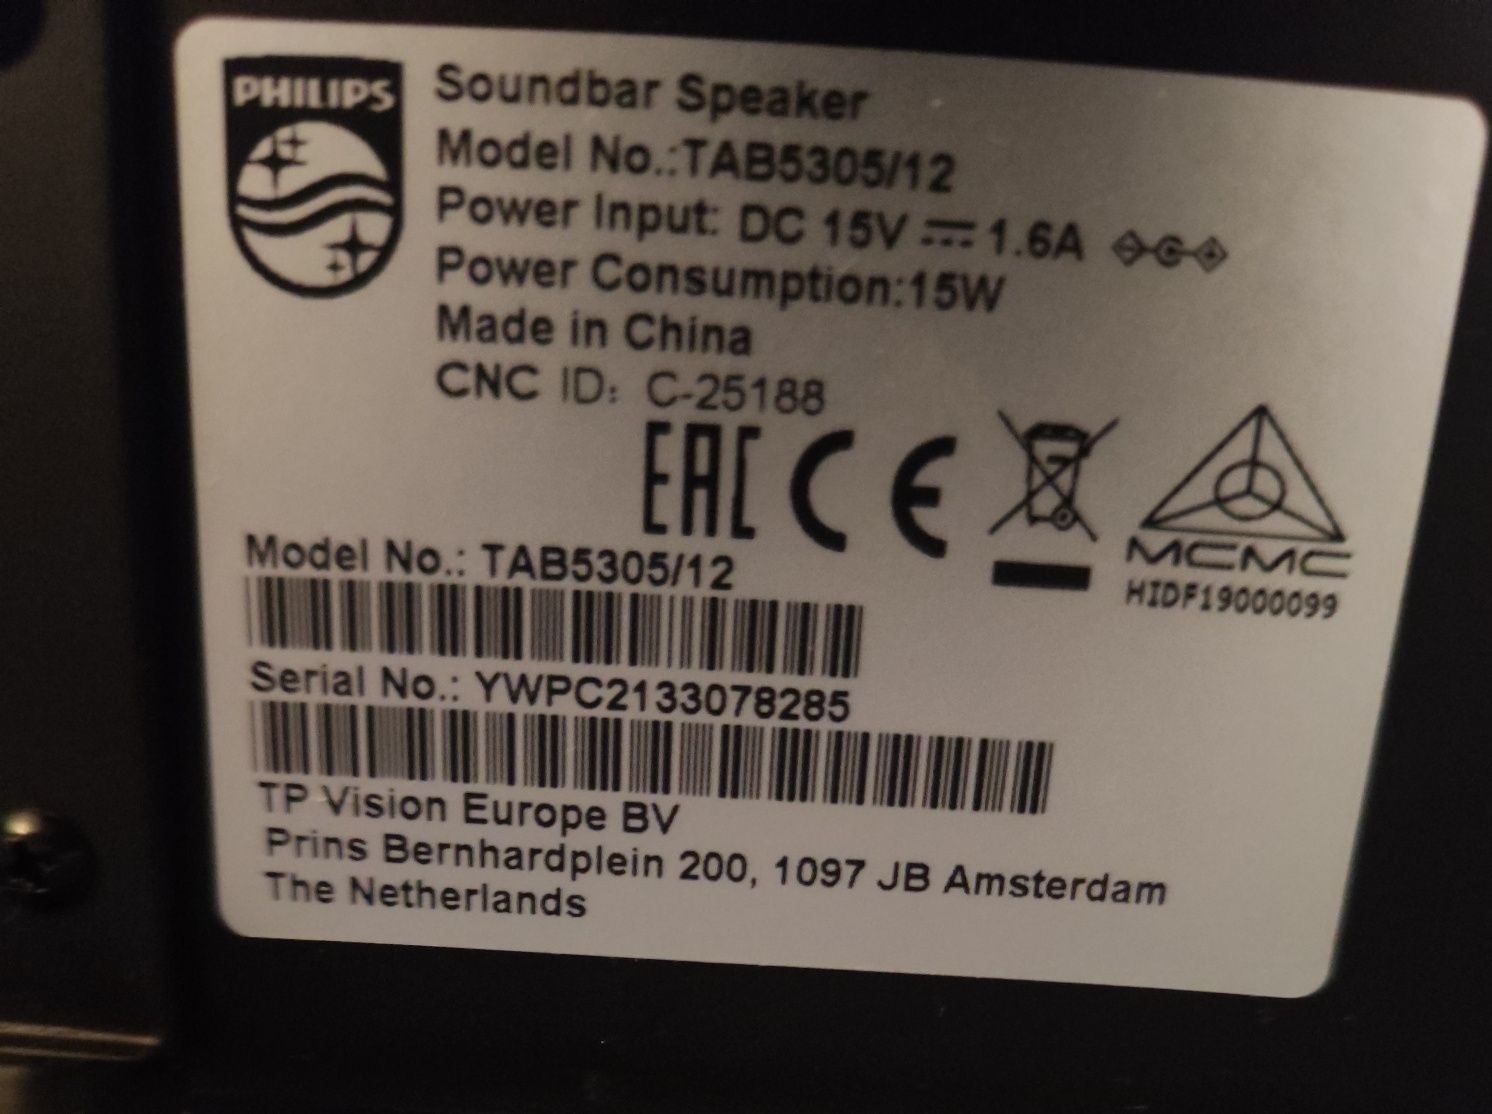 PHILIPS
Soundbar Speaker
Model No.:TAB5305/12
Power Input: DC 15V ⎓ 1.6A
Power Consumption:15W
Made in China
CNC ID: C-25188
EAC CE
MCMC
HIDF19000099
Model No.: TAB5305/12
Serial No.: YWPC2133078285
TP Vision Europe BV
Prins Bernhardplein 200, 1097 JB Amsterdam
The Netherlands